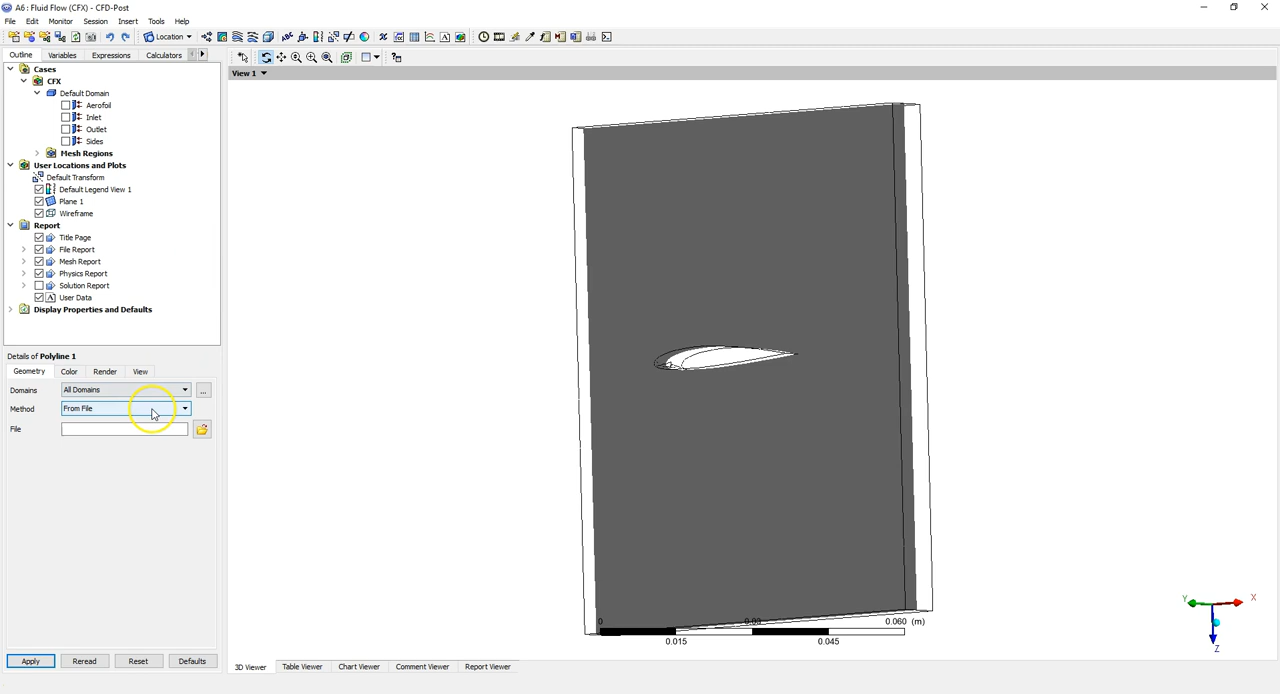 A6 : Fluid Flow (CFX) - CFD-Post
File Edit Monitor Session Insert Tools Help
Location
Outline Variables Expressions Calculators
View 1
Cases
CFX
Default Domain
Aerofoil
Inlet
Outlet
Sides
Mesh Regions
User Locations and Plots
Default Transform
Default Legend View 1
Plane 1
Wireframe
Report
Title Page
File Report
Mesh Report
Physics Report
Solution Report
User Data
Display Properties and Defaults
Details of Polyline 1
Geometry Color Render View
Domains All Domains ...
Method From File
File
Apply Reread Reset Defaults
0 0.03 0.060 (m)
0.015 0.045
Y X
Z
3D Viewer Table Viewer Chart Viewer Comment Viewer Report Viewer